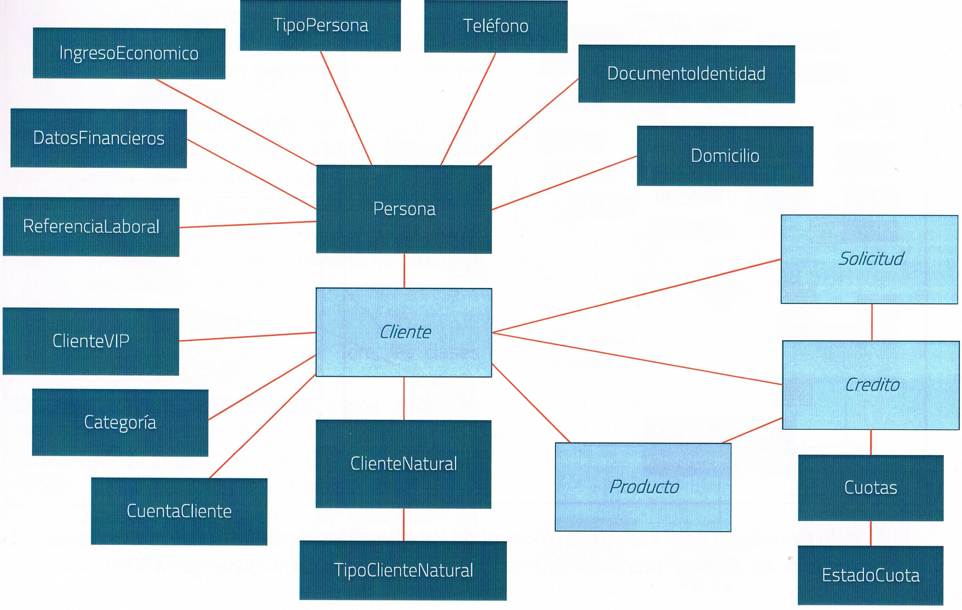 TipoPersona
Teléfono
IngresoEconomico
DocumentoIdentidad
DatosFinancieros
Domicilio
Persona
ReferenciaLaboral
Solicitud
Cliente
ClienteVIP
Credito
Categoría
ClienteNatural
Producto
Cuotas
CuentaCliente
TipoClienteNatural
EstadoCuota